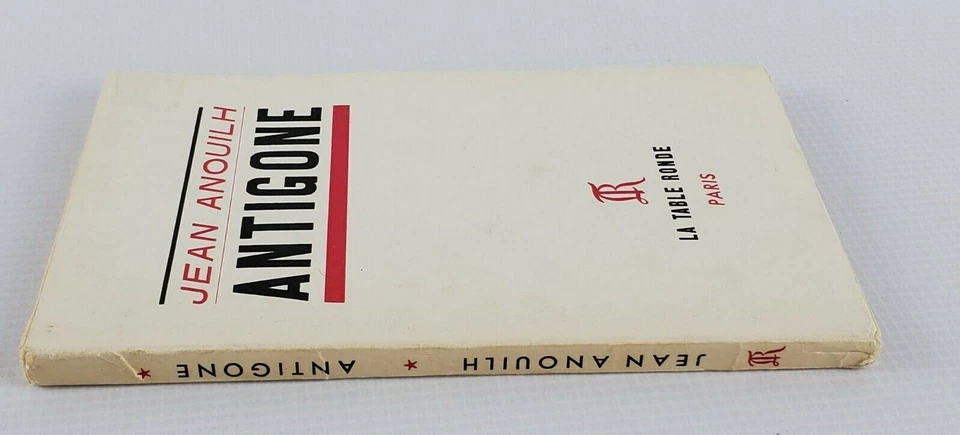 JEAN ANOUILH
ANTIGONE
R
LA TABLE RONDE
PARIS
ANTIGONE * JEAN ANOUILH R